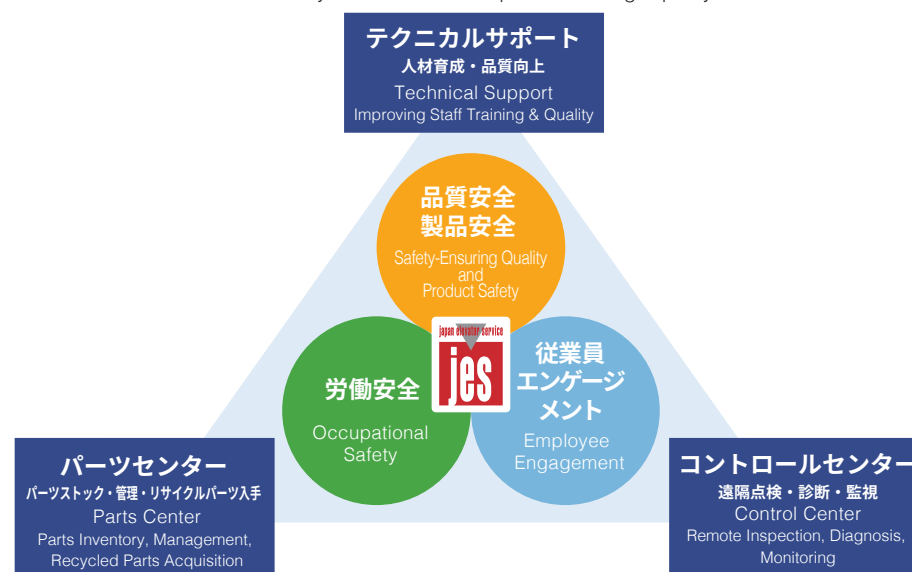 テクニカルサポート
人材育成・品質向上
Technical Support
Improving Staff Training & Quality
品質安全
製品安全
Safety-Ensuring Quality
and
Product Safety
japan elevator service
jes
労働安全
Occupational
Safety
従業員
エンゲージ
メント
Employee
Engagement
パーツセンター
パーツストック・管理・リサイクルパーツ入手
Parts Center
Parts Inventory, Management,
Recycled Parts Acquisition
コントロールセンター
遠隔点検・診断・監視
Control Center
Remote Inspection, Diagnosis,
Monitoring